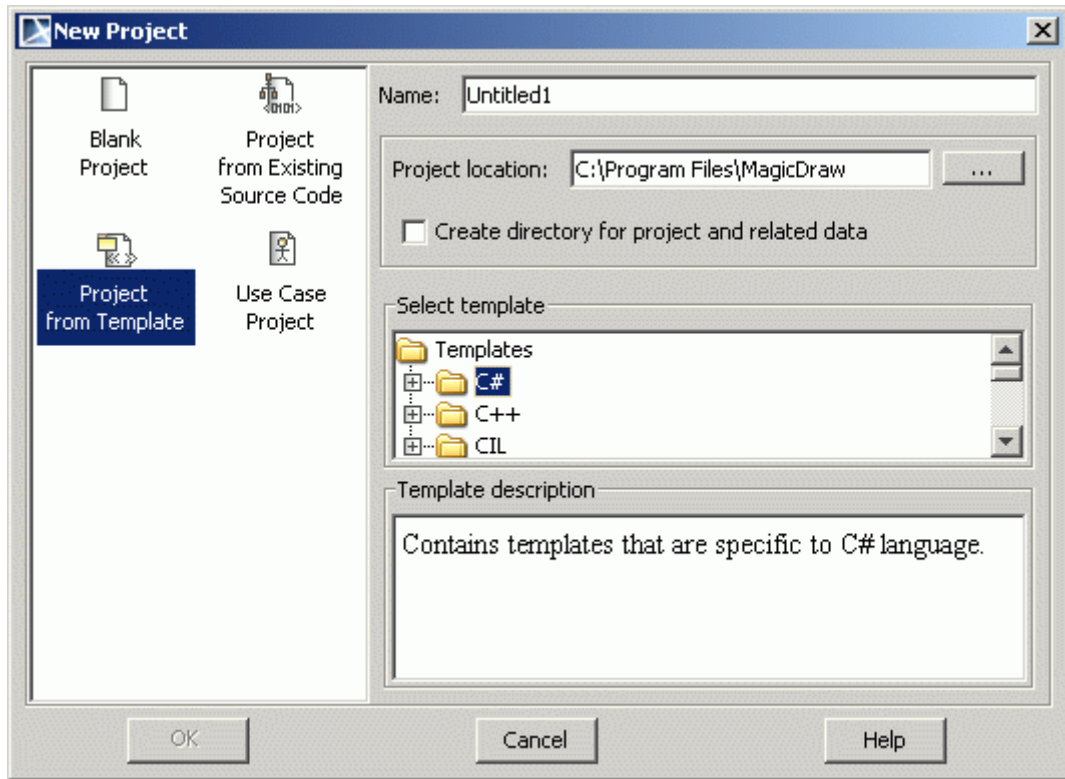 New Project
Blank
Project
Project
from Existing
Source Code
Project
from Template
Use Case
Project
Name: Untitled1
Project location: C:\Program Files\MagicDraw ...
Create directory for project and related data
Select template
Templates
C#
C++
CIL
Template description
Contains templates that are specific to C# language.
OK Cancel Help